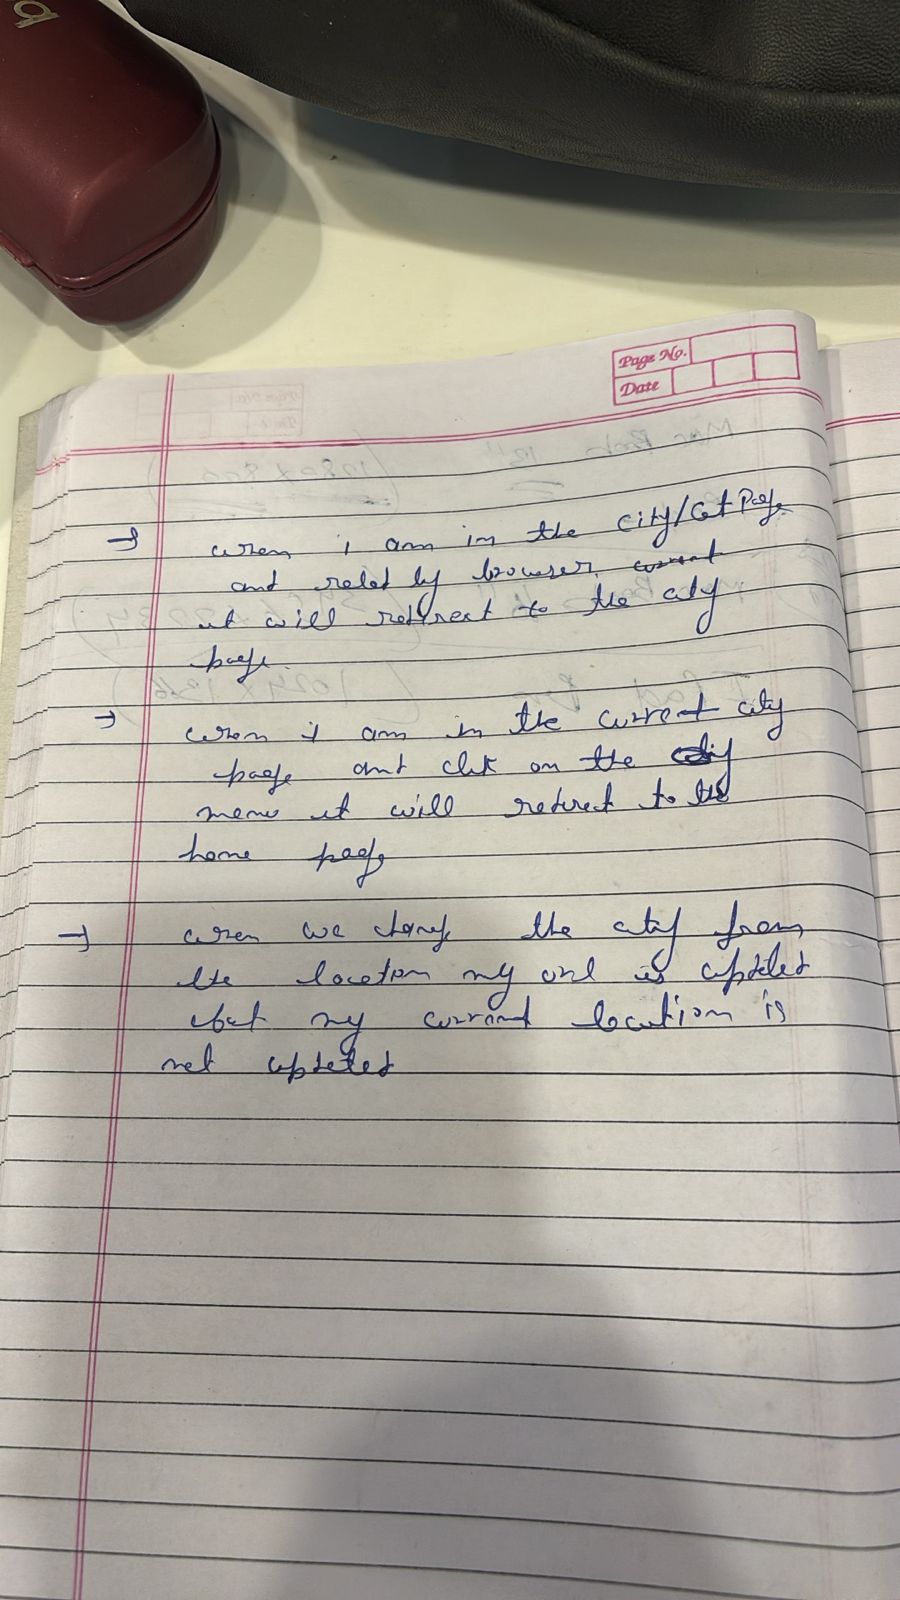 Page No.
Date
→ when i am in the city/Cat Page
and relod by browser,
it will redirect to the city
page.
→ when i am in the current city
page and clik on the city
menu it will redirect to the
home page
→ when we change the city from
the location my url is updated
but my current location is
not updated